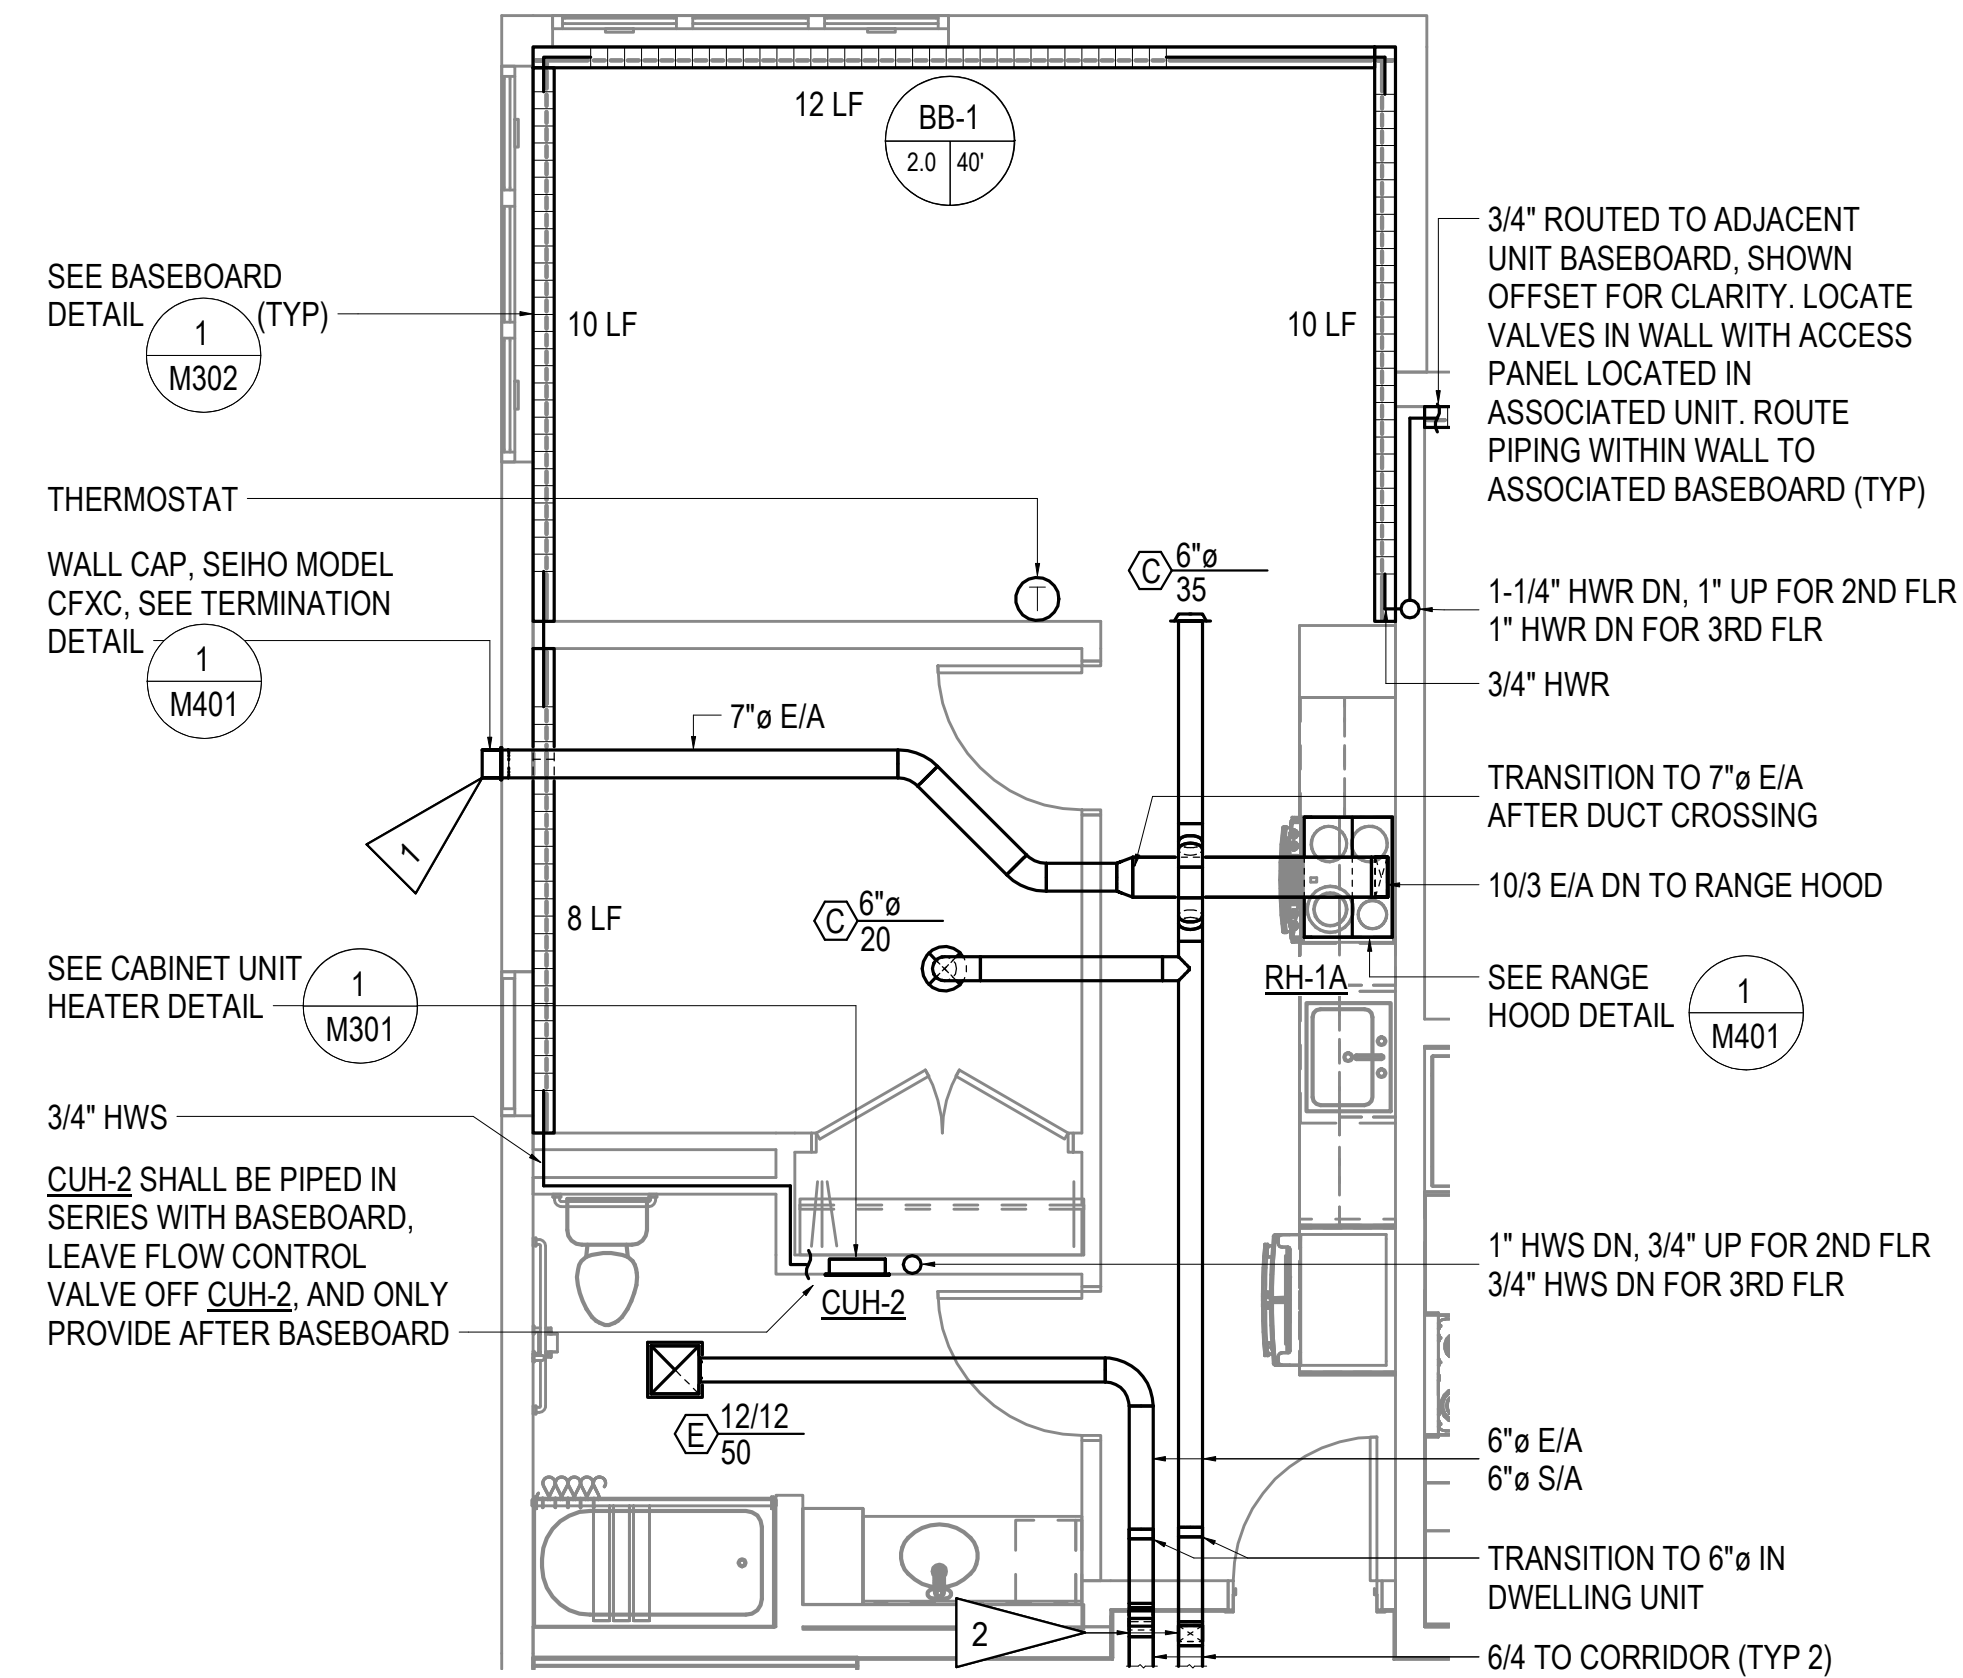 12 LF
BB-1
2.0 40'
SEE BASEBOARD
DETAIL (TYP)
1
M302
10 LF
10 LF
3/4" ROUTED TO ADJACENT
UNIT BASEBOARD, SHOWN
OFFSET FOR CLARITY. LOCATE
VALVES IN WALL WITH ACCESS
PANEL LOCATED IN
ASSOCIATED UNIT. ROUTE
PIPING WITHIN WALL TO
ASSOCIATED BASEBOARD (TYP)
THERMOSTAT
T
WALL CAP, SEIHO MODEL
CFXC, SEE TERMINATION
DETAIL
1
M401
C 6"ø
35
1-1/4" HWR DN, 1" UP FOR 2ND FLR
1" HWR DN FOR 3RD FLR
3/4" HWR
7"ø E/A
1
TRANSITION TO 7"ø E/A
AFTER DUCT CROSSING
10/3 E/A DN TO RANGE HOOD
8 LF
C 6"ø
20
RH-1A
SEE RANGE
HOOD DETAIL
1
M401
SEE CABINET UNIT
HEATER DETAIL
1
M301
3/4" HWS
CUH-2 SHALL BE PIPED IN
SERIES WITH BASEBOARD,
LEAVE FLOW CONTROL
VALVE OFF CUH-2, AND ONLY
PROVIDE AFTER BASEBOARD
CUH-2
1" HWS DN, 3/4" UP FOR 2ND FLR
3/4" HWS DN FOR 3RD FLR
E 12/12
50
6"ø E/A
6"ø S/A
TRANSITION TO 6"ø IN
DWELLING UNIT
2
6/4 TO CORRIDOR (TYP 2)